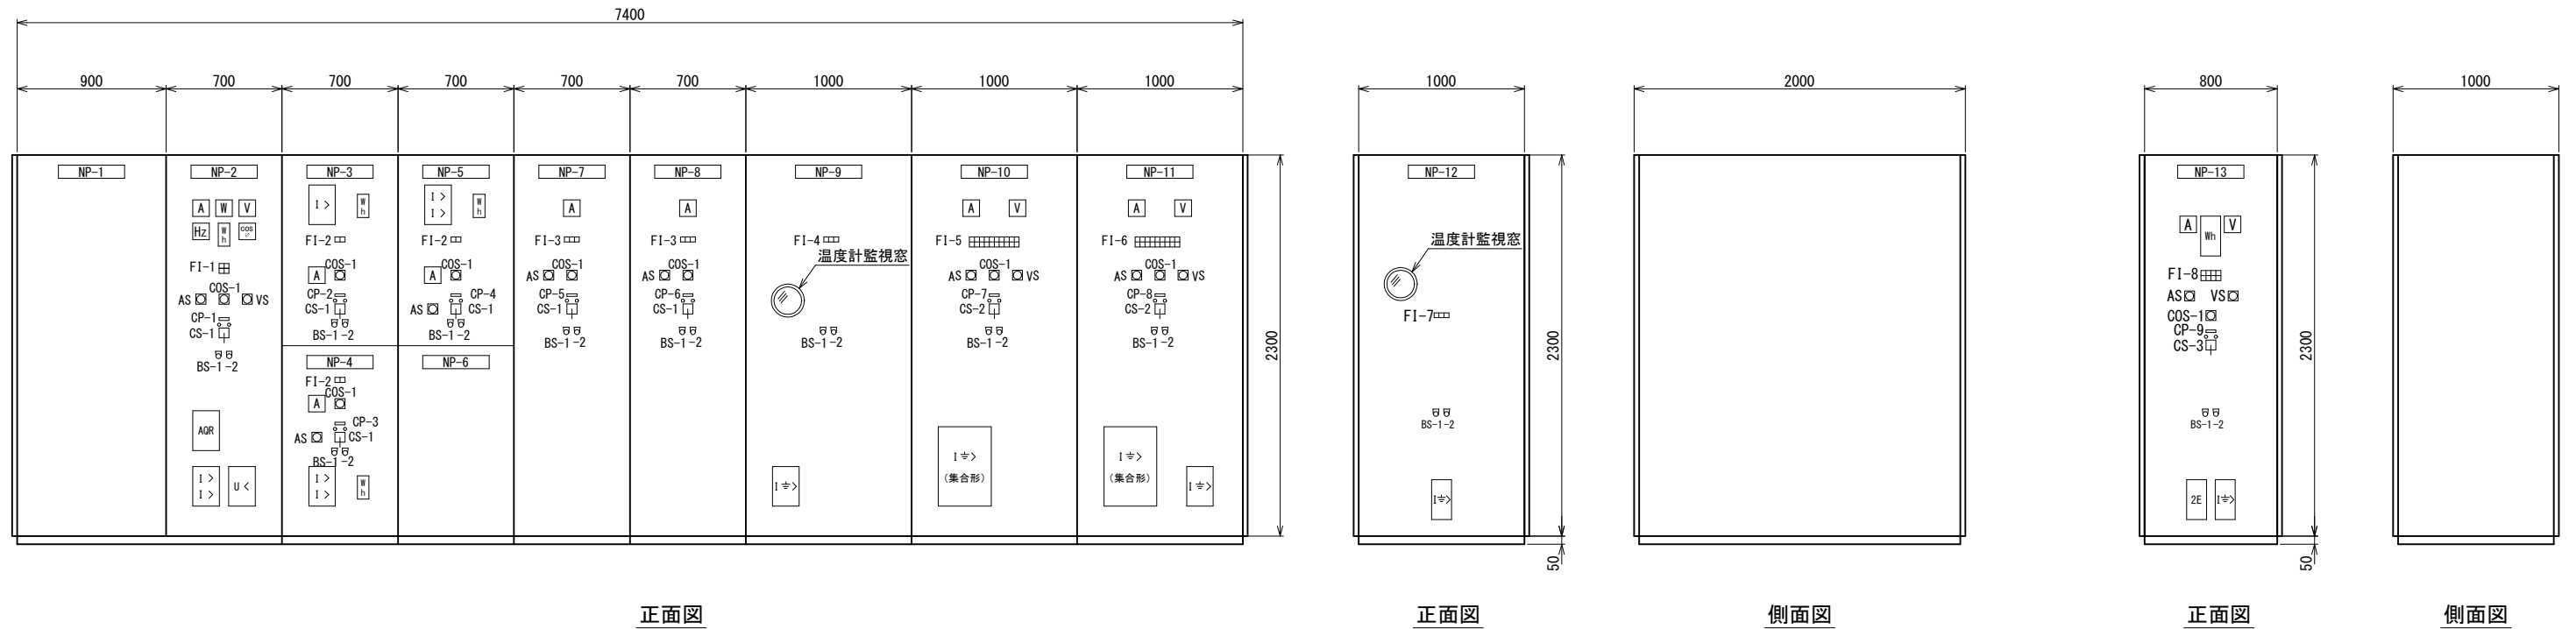 7400
900 700 700 700 700 700 1000 1000 1000 1000 2000 800 1000
NP-1
NP-2
A W V
Hz Wh COS
FI-1
COS-1
AS VS
CP-1
CS-1
BS-1-2
AQR
I > I > U <
NP-3
I > Wh
FI-2
COS-1
A
CP-2
CS-1
BS-1-2
NP-4
FI-2
COS-1
A
CP-3
AS CS-1
BS-1-2
I > I > Wh
NP-5
I > I > Wh
FI-2
COS-1
A
CP-4
AS CS-1
BS-1-2
NP-6
NP-7
A
FI-3
COS-1
AS
CP-5
CS-1
BS-1-2
NP-8
A
FI-3
COS-1
AS
CP-6
CS-1
BS-1-2
NP-9
FI-4
温度計監視窓
BS-1-2
I >
NP-10
A V
FI-5
COS-1
AS VS
CP-7
CS-2
BS-1-2
I >
(集合形)
NP-11
A V
FI-6
COS-1
AS VS
CP-8
CS-2
BS-1-2
I >
(集合形)
I >
2300
正面図
NP-12
温度計監視窓
FI-7
BS-1-2
I >
2300
50
正面図
側面図
NP-13
A Wh V
FI-8
AS VS
COS-1
CP-9
CS-3
BS-1-2
2E I >
2300
50
正面図
側面図